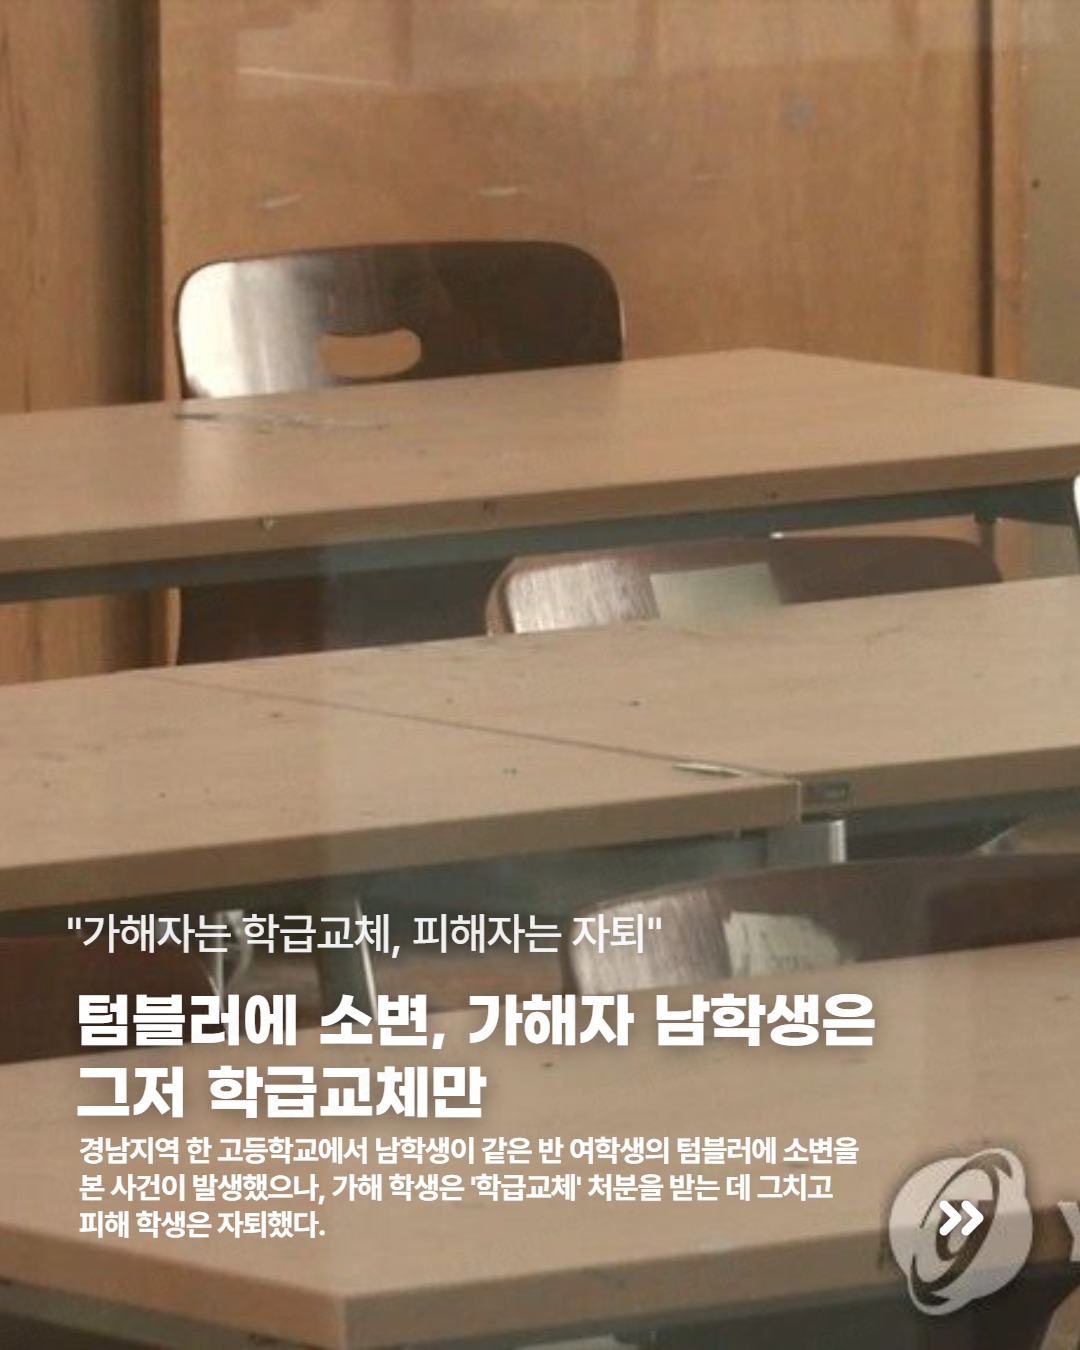 "가해자는 학급교체, 피해자는 자퇴"
텀블러에 소변, 가해자 남학생은
그저 학급교체만
경남지역 한 고등학교에서 남학생이 같은 반 여학생의 텀블러에 소변을
본 사건이 발생했으나, 가해 학생은 '학급교체' 처분을 받는 데 그치고
피해 학생은 자퇴했다.